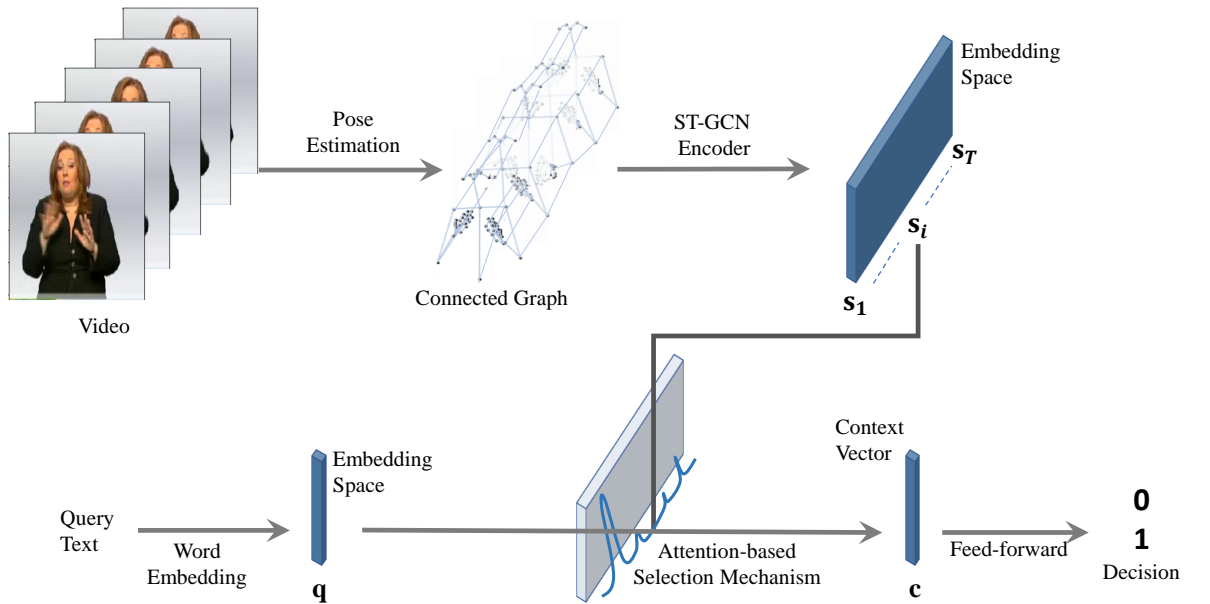 Pose
Estimation
ST-GCN
Encoder
Embedding
Space
s_T
s_i
s_1
Connected Graph
Video
Query
Text
Word
Embedding
Embedding
Space
q
Attention-based
Selection Mechanism
Context
Vector
c
Feed-forward
0
1
Decision